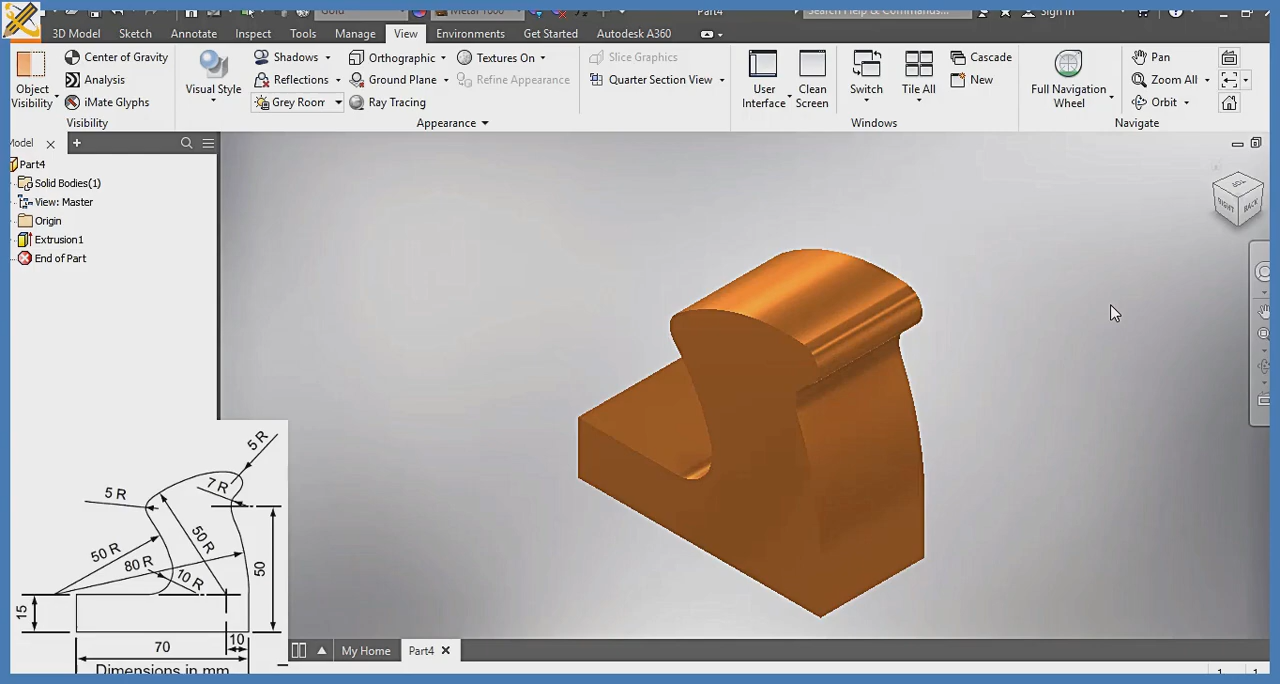 Part4
Sign In
3D Model Sketch Annotate Inspect Tools Manage View Environments Get Started Autodesk A360
Object Visibility
Center of Gravity
Analysis
iMate Glyphs
Visibility
Visual Style
Shadows
Reflections
Grey Room
Orthographic
Ground Plane
Ray Tracing
Textures On
Refine Appearance
Appearance
Slice Graphics
Quarter Section View
User Interface
Clean Screen
Switch
Tile All
Cascade
New
Windows
Full Navigation Wheel
Pan
Zoom All
Orbit
Navigate
Part4
Solid Bodies(1)
View: Master
Origin
Extrusion1
End of Part
RIGHT
BACK
5 R
7 R
5 R
50 R
50 R
80 R
10 R
50
15
70
10
Dimensions in mm
My Home
Part4